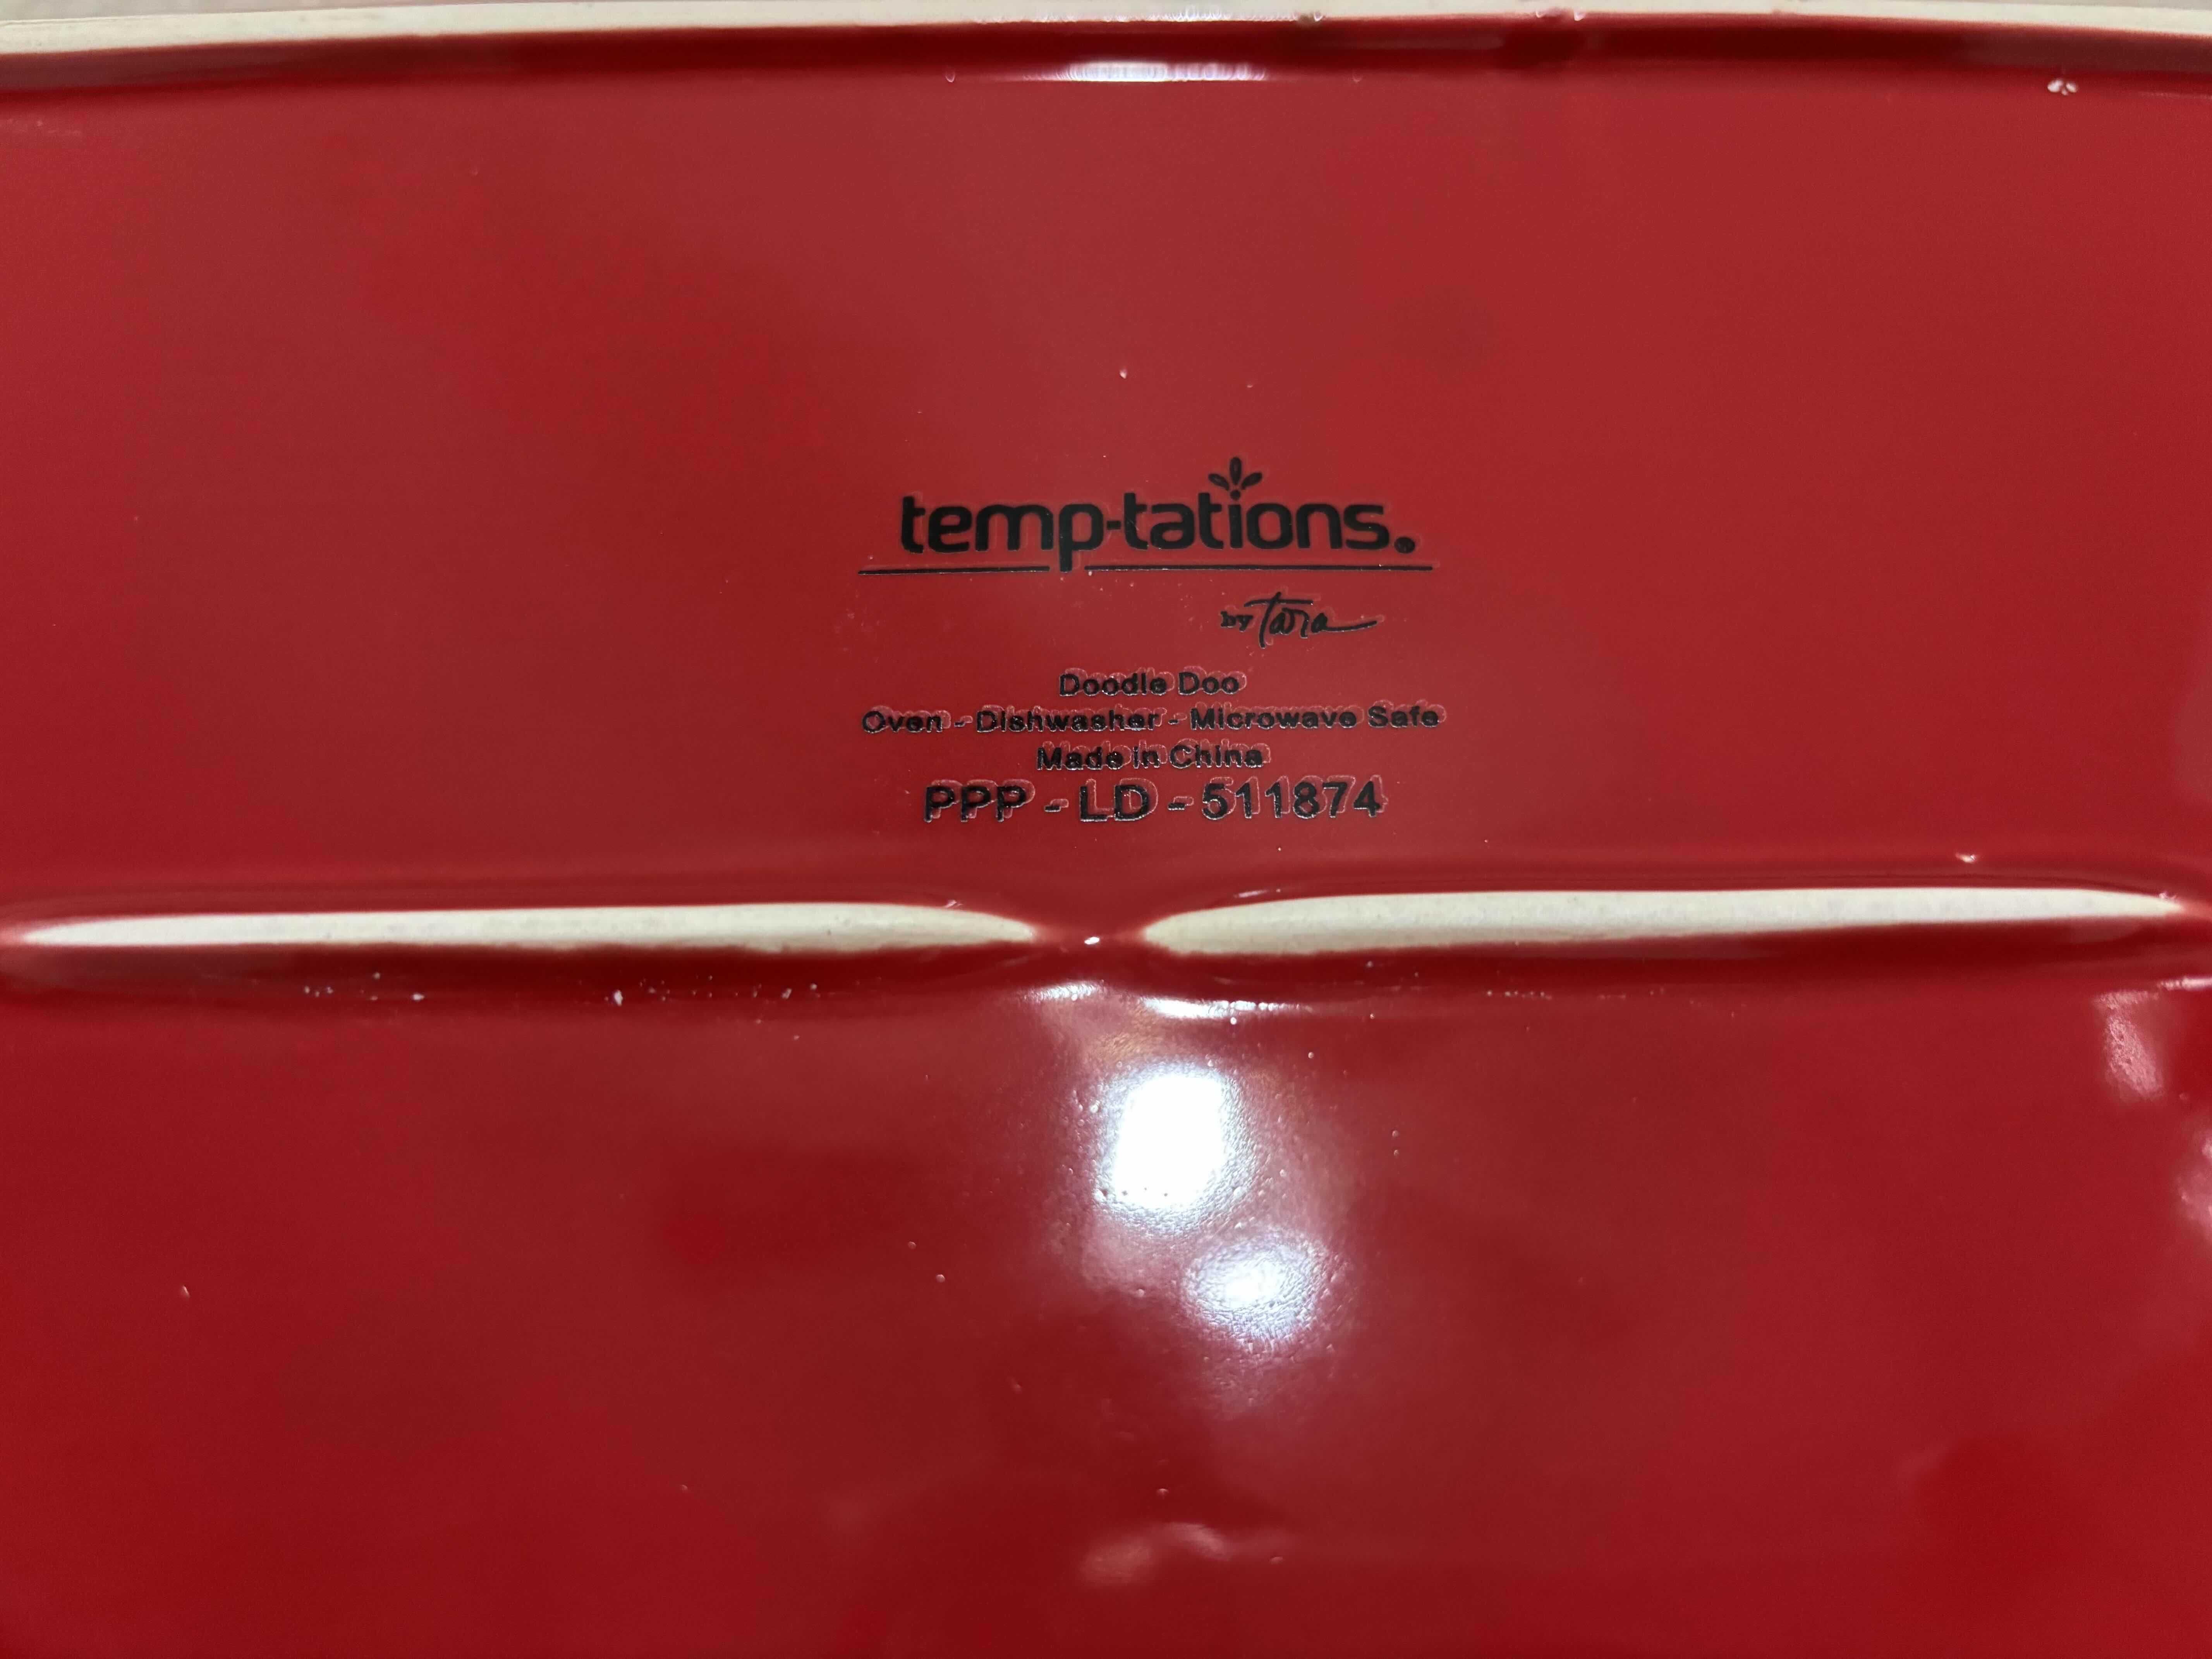 temp-tations.®
by Tara
Doodle Doo
Oven - Dishwasher - Microwave Safe
Made in China
PPP - LD - 511874